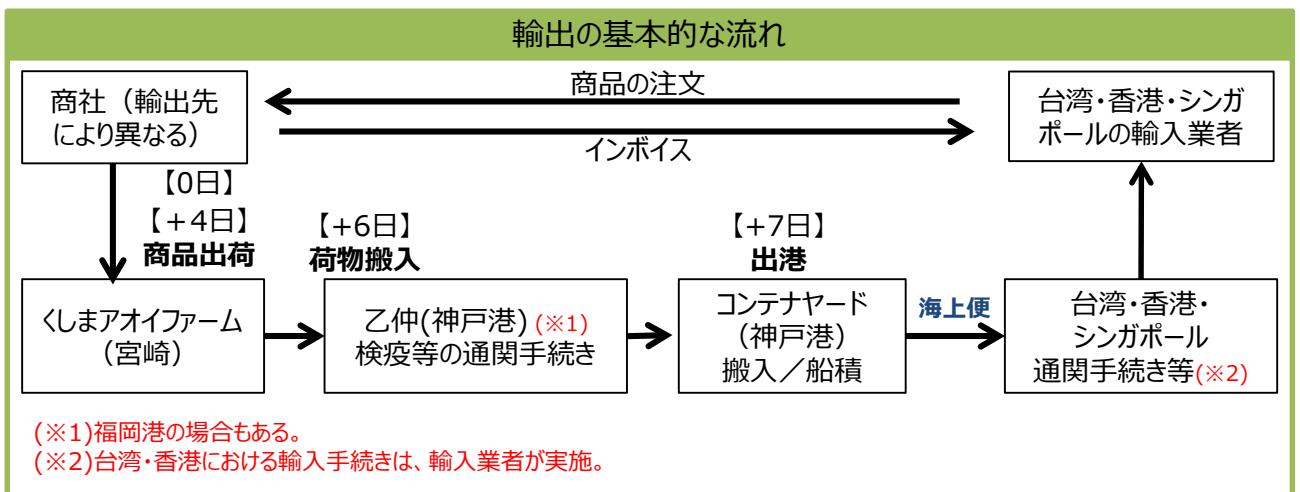 輸出の基本的な流れ
商社（輸出先
により異なる）
商品の注文
インボイス
台湾・香港・シンガ
ポールの輸入業者
【0日】
【＋4日】
商品出荷
【+6日】
荷物搬入
【+7日】
出港
くしまアオイファーム
（宮崎）
乙仲(神戸港) (※1)
検疫等の通関手続き
コンテナヤード
（神戸港）
搬入／船積
海上便
台湾・香港・
シンガポール
通関手続き等(※2)
(※1)福岡港の場合もある。
(※2)台湾・香港における輸入手続きは、輸入業者が実施。